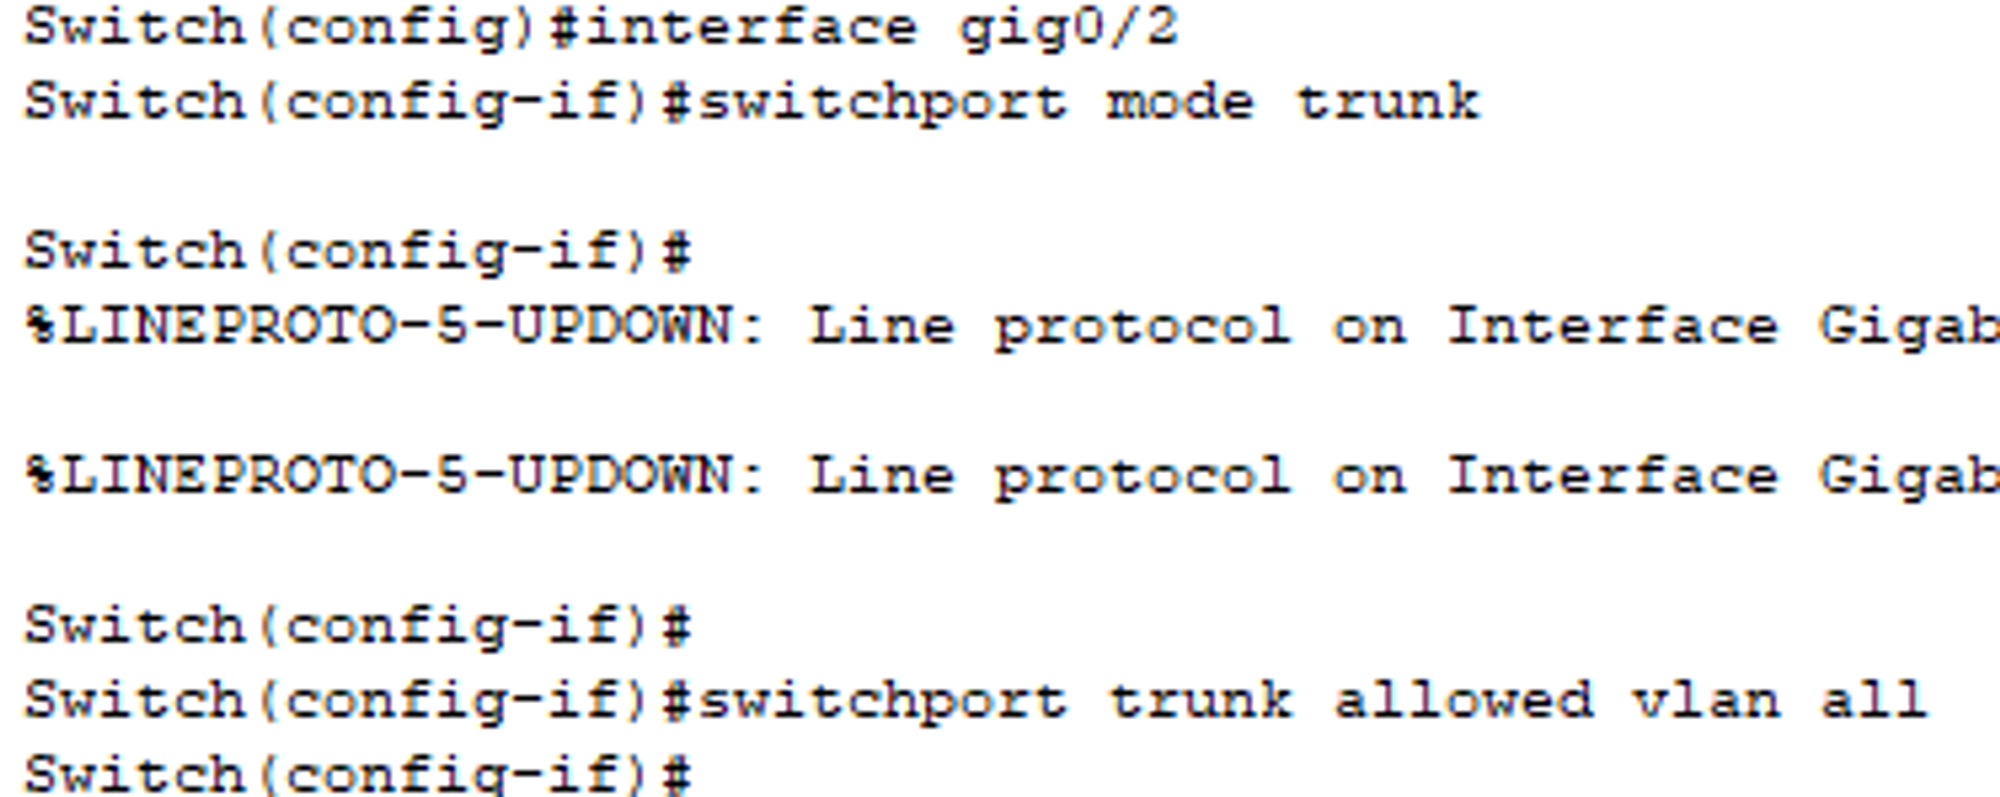 Switch(config)#interface gig0/2
Switch(config-if)#switchport mode trunk
Switch(config-if)#
%LINEPROTO-5-UPDOWN: Line protocol on Interface Gigab
%LINEPROTO-5-UPDOWN: Line protocol on Interface Gigab
Switch(config-if)#
Switch(config-if)#switchport trunk allowed vlan all
Switch(config-if)#